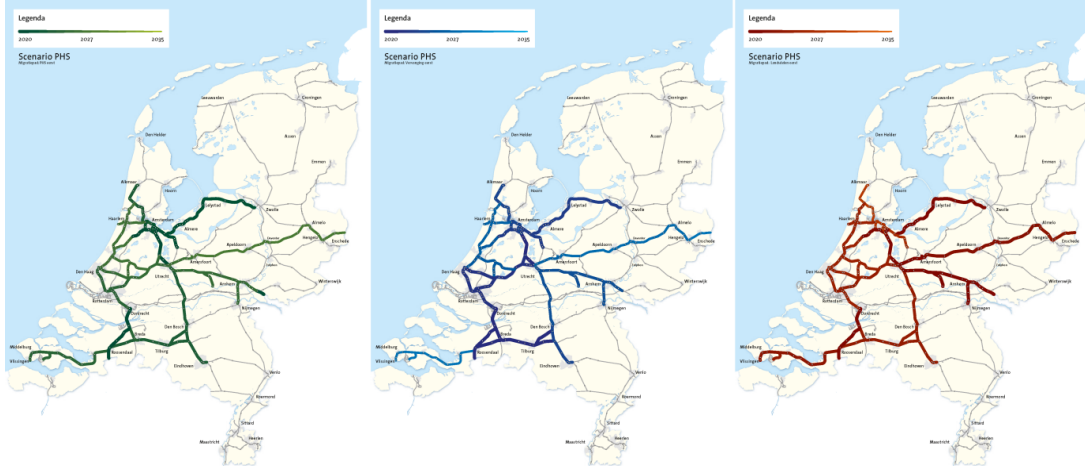 Legenda
2020 2027 2035
Scenario PHS
Leeuwarden
Groningen
Assen
Den Helder
Emmen
Alkmaar
Hoorn
Lelystad
Zwolle
Haarlem
Amsterdam
Almere
Almelo
Hengelo
Enschede
Apeldoorn
Deventer
Amersfoort
Den Haag
Utrecht
Zutphen
Arnhem
Winterswijk
Rotterdam
Nijmegen
Dordrecht
Den Bosch
Breda
Middelburg
Vlissingen
Roosendaal
Tilburg
Eindhoven
Venlo
Roermond
Sittard
Heerlen
Maastricht
Legenda
2020 2027 2035
Scenario PHS
Leeuwarden
Groningen
Assen
Den Helder
Emmen
Alkmaar
Hoorn
Lelystad
Zwolle
Haarlem
Amsterdam
Almere
Almelo
Hengelo
Enschede
Apeldoorn
Deventer
Amersfoort
Den Haag
Utrecht
Zutphen
Arnhem
Winterswijk
Rotterdam
Nijmegen
Dordrecht
Den Bosch
Breda
Middelburg
Vlissingen
Roosendaal
Tilburg
Eindhoven
Venlo
Roermond
Sittard
Heerlen
Maastricht
Legenda
2020 2027 2035
Scenario PHS
Leeuwarden
Groningen
Assen
Den Helder
Emmen
Alkmaar
Hoorn
Lelystad
Zwolle
Haarlem
Amsterdam
Almere
Almelo
Hengelo
Enschede
Apeldoorn
Deventer
Amersfoort
Den Haag
Utrecht
Zutphen
Arnhem
Winterswijk
Rotterdam
Nijmegen
Dordrecht
Den Bosch
Breda
Middelburg
Vlissingen
Roosendaal
Tilburg
Eindhoven
Venlo
Roermond
Sittard
Heerlen
Maastricht